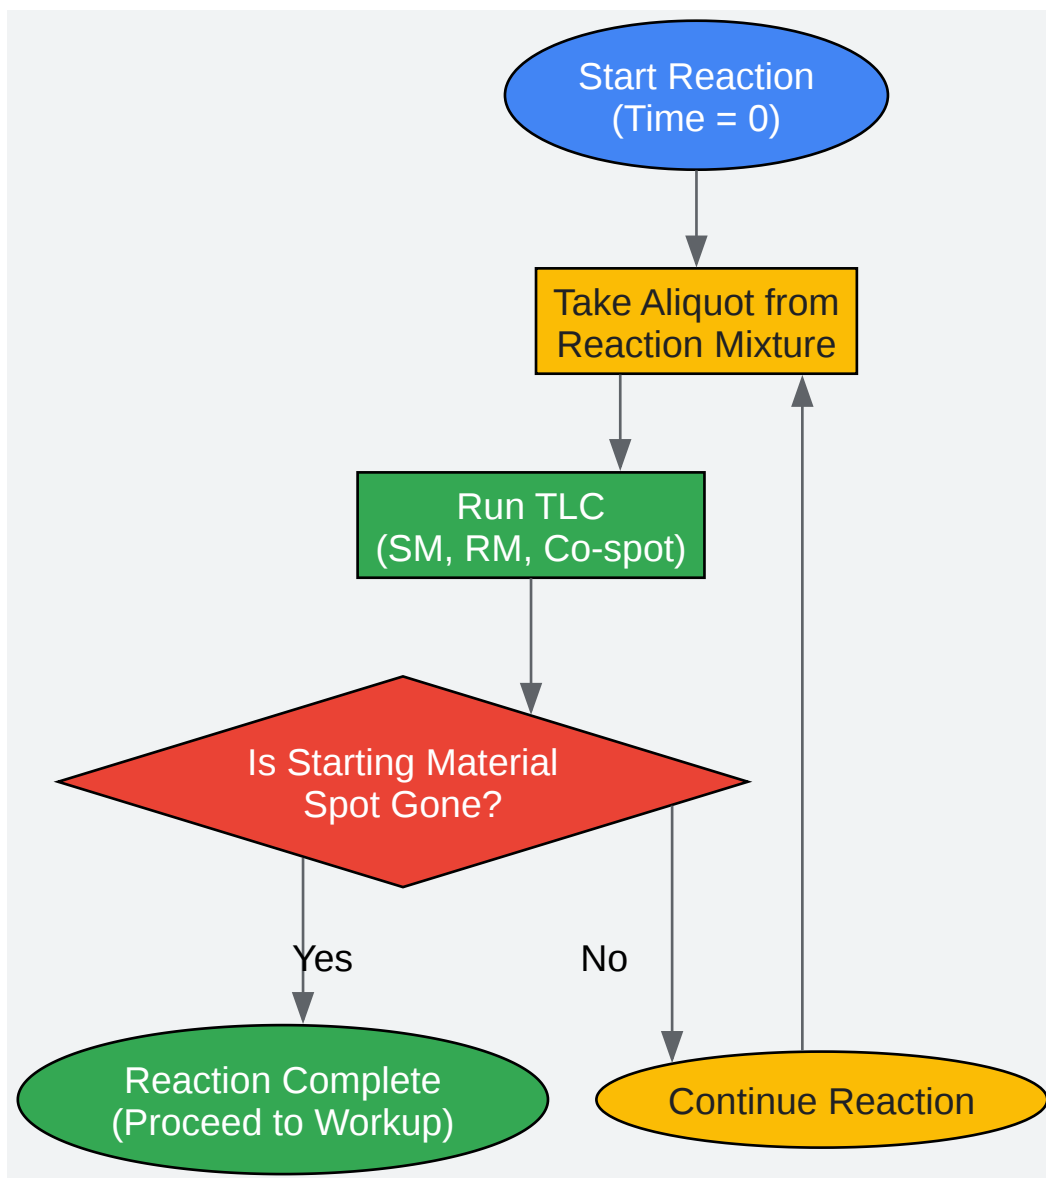 Start Reaction
(Time = 0)
Take Aliquot from
Reaction Mixture
Run TLC
(SM, RM, Co-spot)
Is Starting Material
Spot Gone?
Yes
No
Reaction Complete
(Proceed to Workup)
Continue Reaction